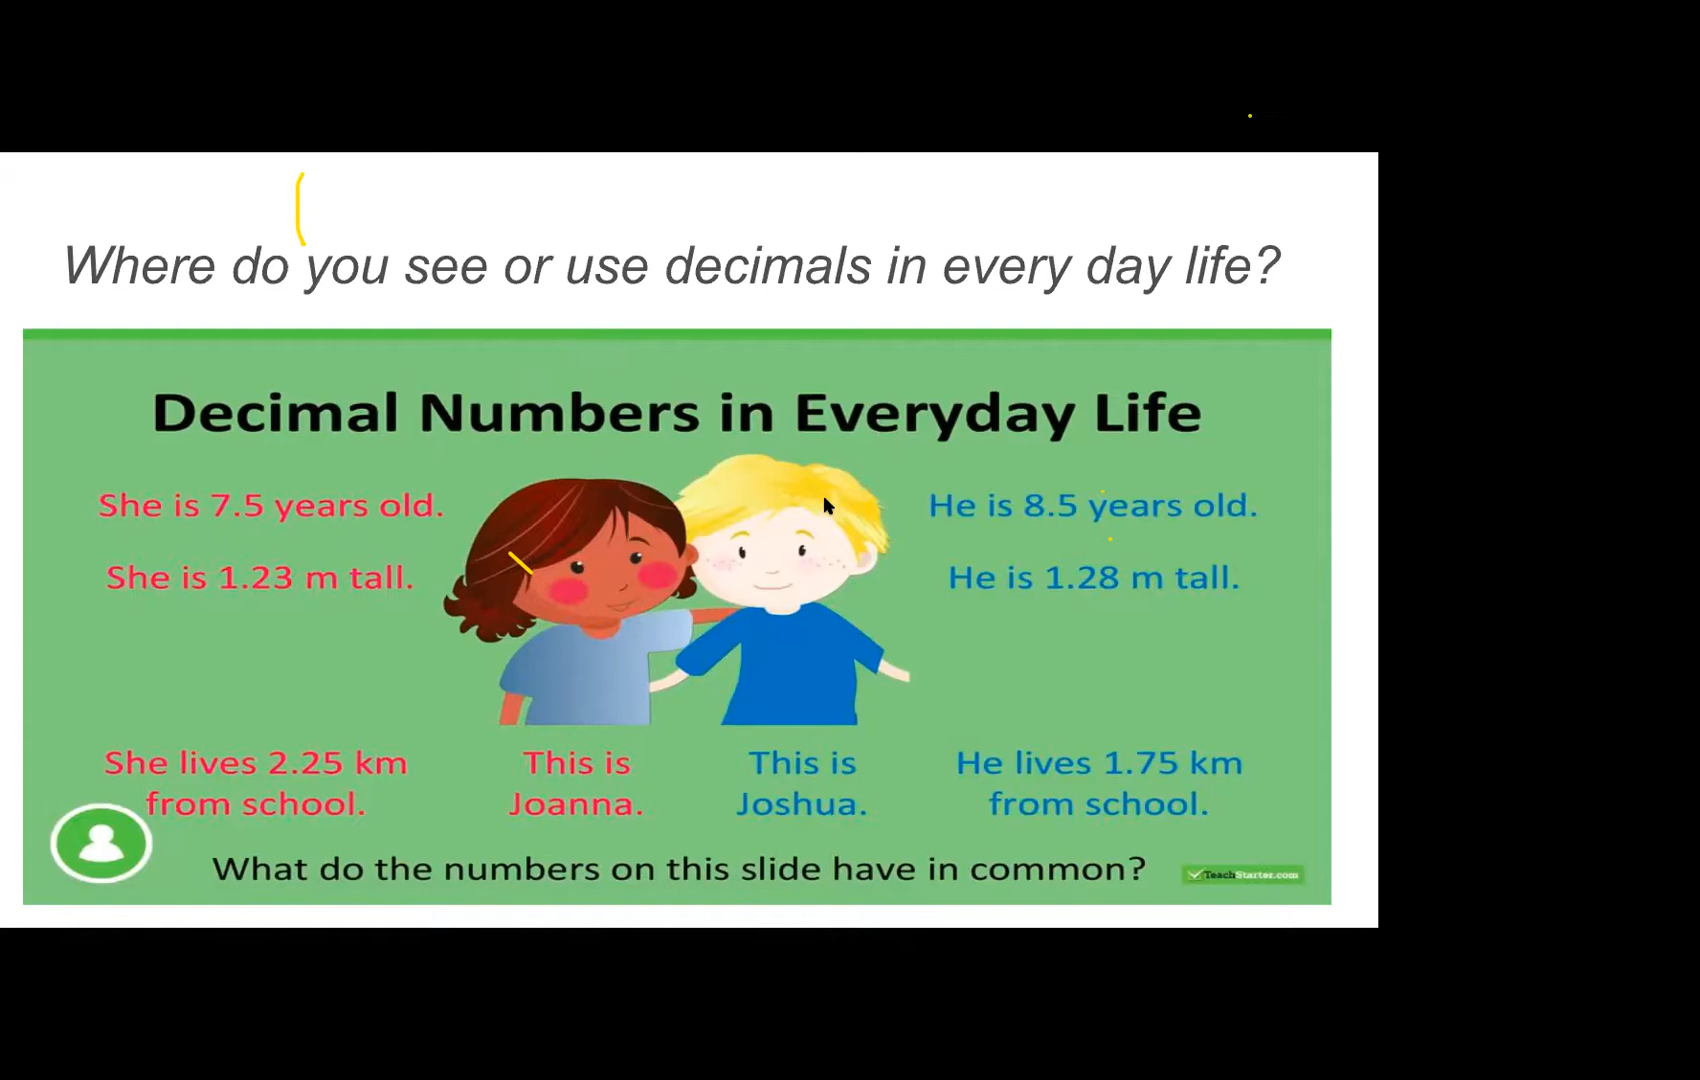 Where do you see or use decimals in every day life?
Decimal Numbers in Everyday Life
She is 7.5 years old.
He is 8.5 years old.
She is 1.23 m tall.
He is 1.28 m tall.
She lives 2.25 km
from school.
This is
Joanna.
This is
Joshua.
He lives 1.75 km
from school.
What do the numbers on this slide have in common?
TeachStarter.com